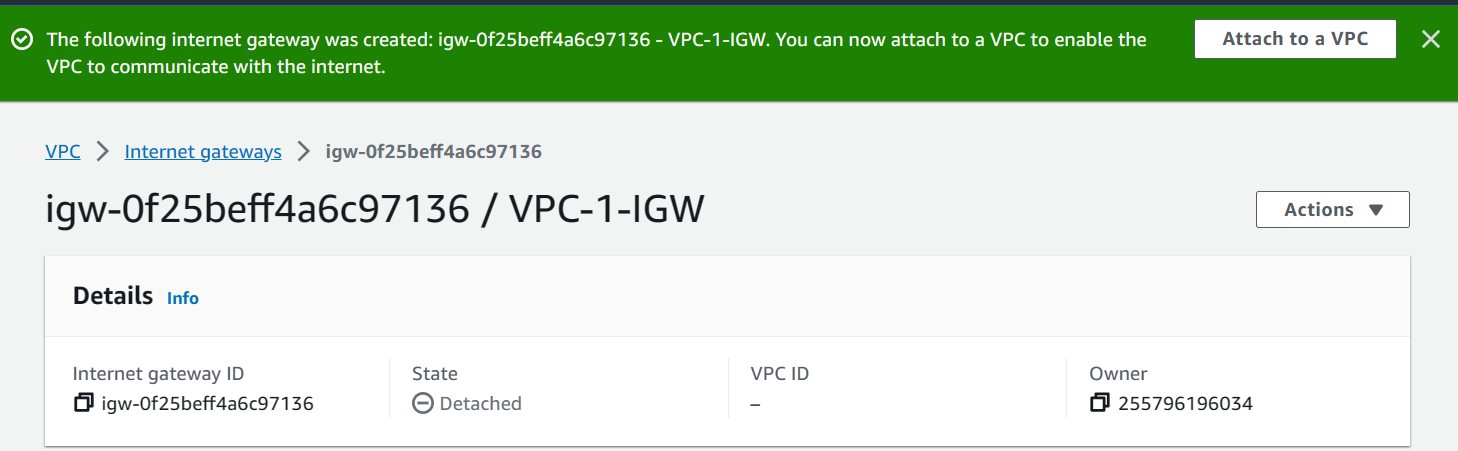 The following internet gateway was created: igw-0f25beff4a6c97136 - VPC-1-IGW. You can now attach to a VPC to enable the
VPC to communicate with the internet.
Attach to a VPC
VPC
Internet gateways
igw-0f25beff4a6c97136
igw-0f25beff4a6c97136 / VPC-1-IGW
Actions
Details Info
Internet gateway ID
igw-0f25beff4a6c97136
State
Detached
VPC ID
–
Owner
255796196034